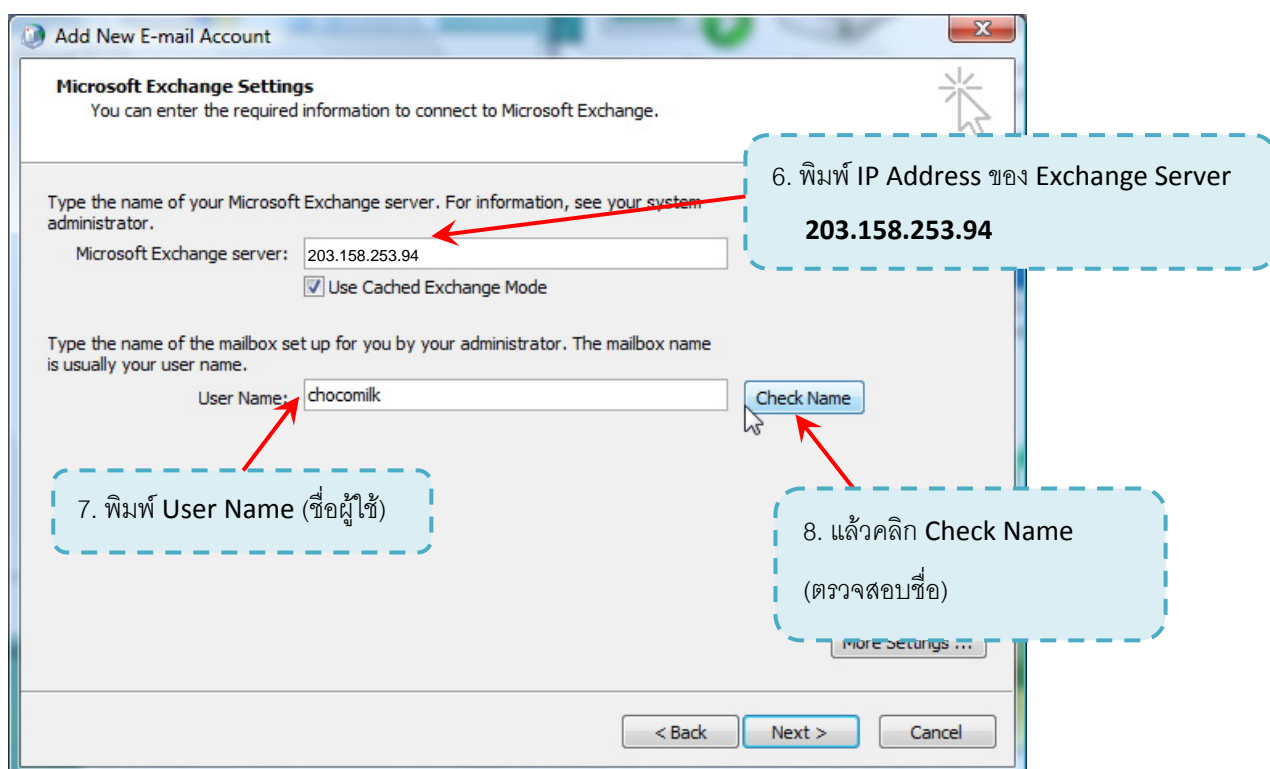 Add New E-mail Account
Microsoft Exchange Settings
You can enter the required information to connect to Microsoft Exchange.
6. พิมพ์ IP Address ของ Exchange Server
203.158.253.94
Type the name of your Microsoft Exchange server. For information, see your system
administrator.
Microsoft Exchange server: 203.158.253.94
Use Cached Exchange Mode
Type the name of the mailbox set up for you by your administrator. The mailbox name
is usually your user name.
User Name: chocomilk Check Name
7. พิมพ์ User Name (ชื่อผู้ใช้)
8. แล้วคลิก Check Name
(ตรวจสอบชื่อ)
More Settings ...
< Back Next > Cancel